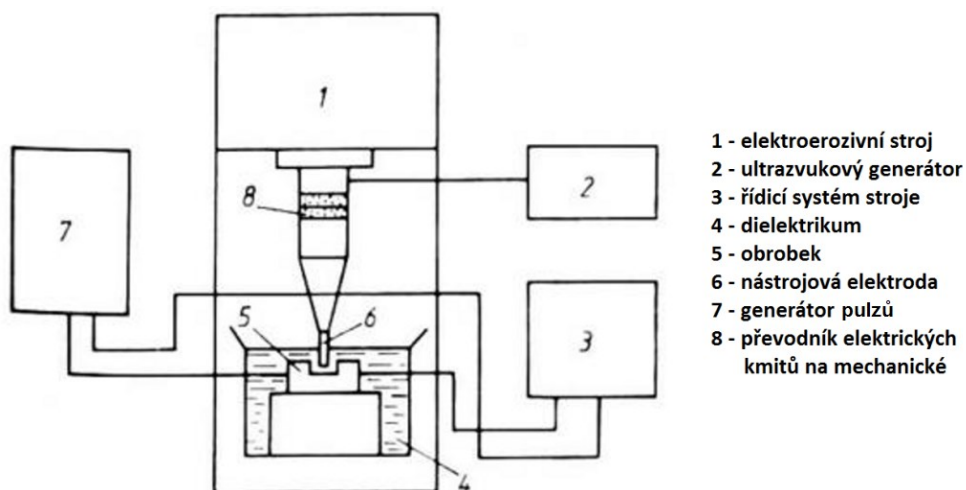 1
2
8
7
5
6
3
4
1 - elektroerozivní stroj
2 - ultrazvukový generátor
3 - řídicí systém stroje
4 - dielektrikum
5 - obrobek
6 - nástrojová elektroda
7 - generátor pulzů
8 - převodník elektrických
kmitů na mechanické